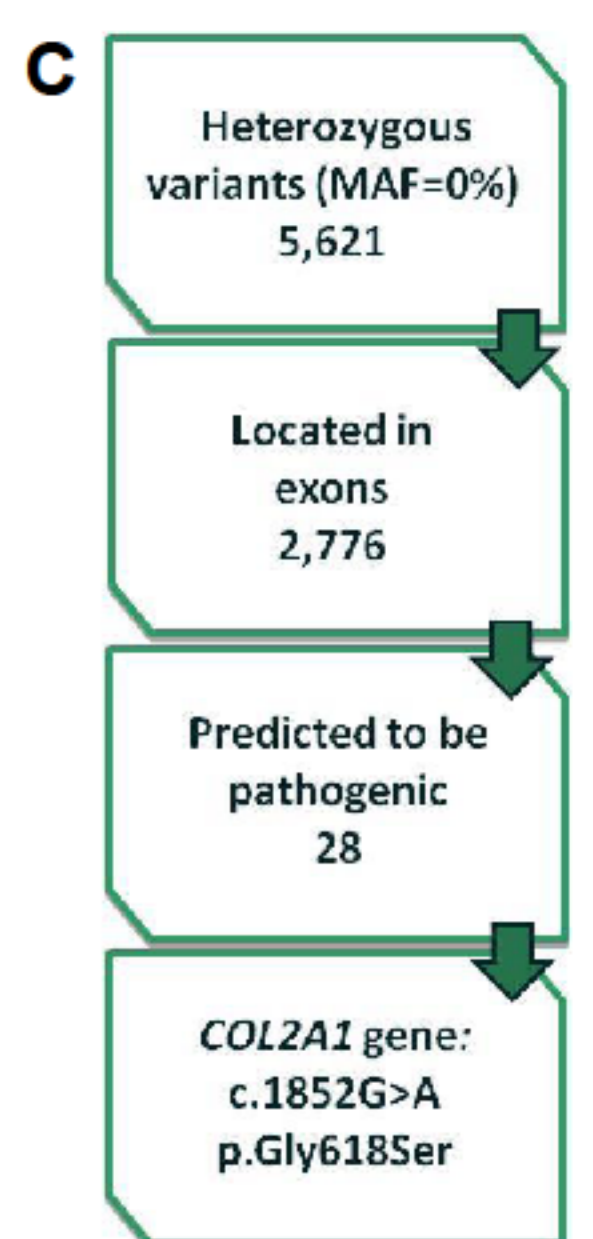 C
Heterozygous
variants (MAF=0%)
5,621
Located in
exons
2,776
Predicted to be
pathogenic
28
COL2A1 gene:
c.1852G>A
p.Gly618Ser